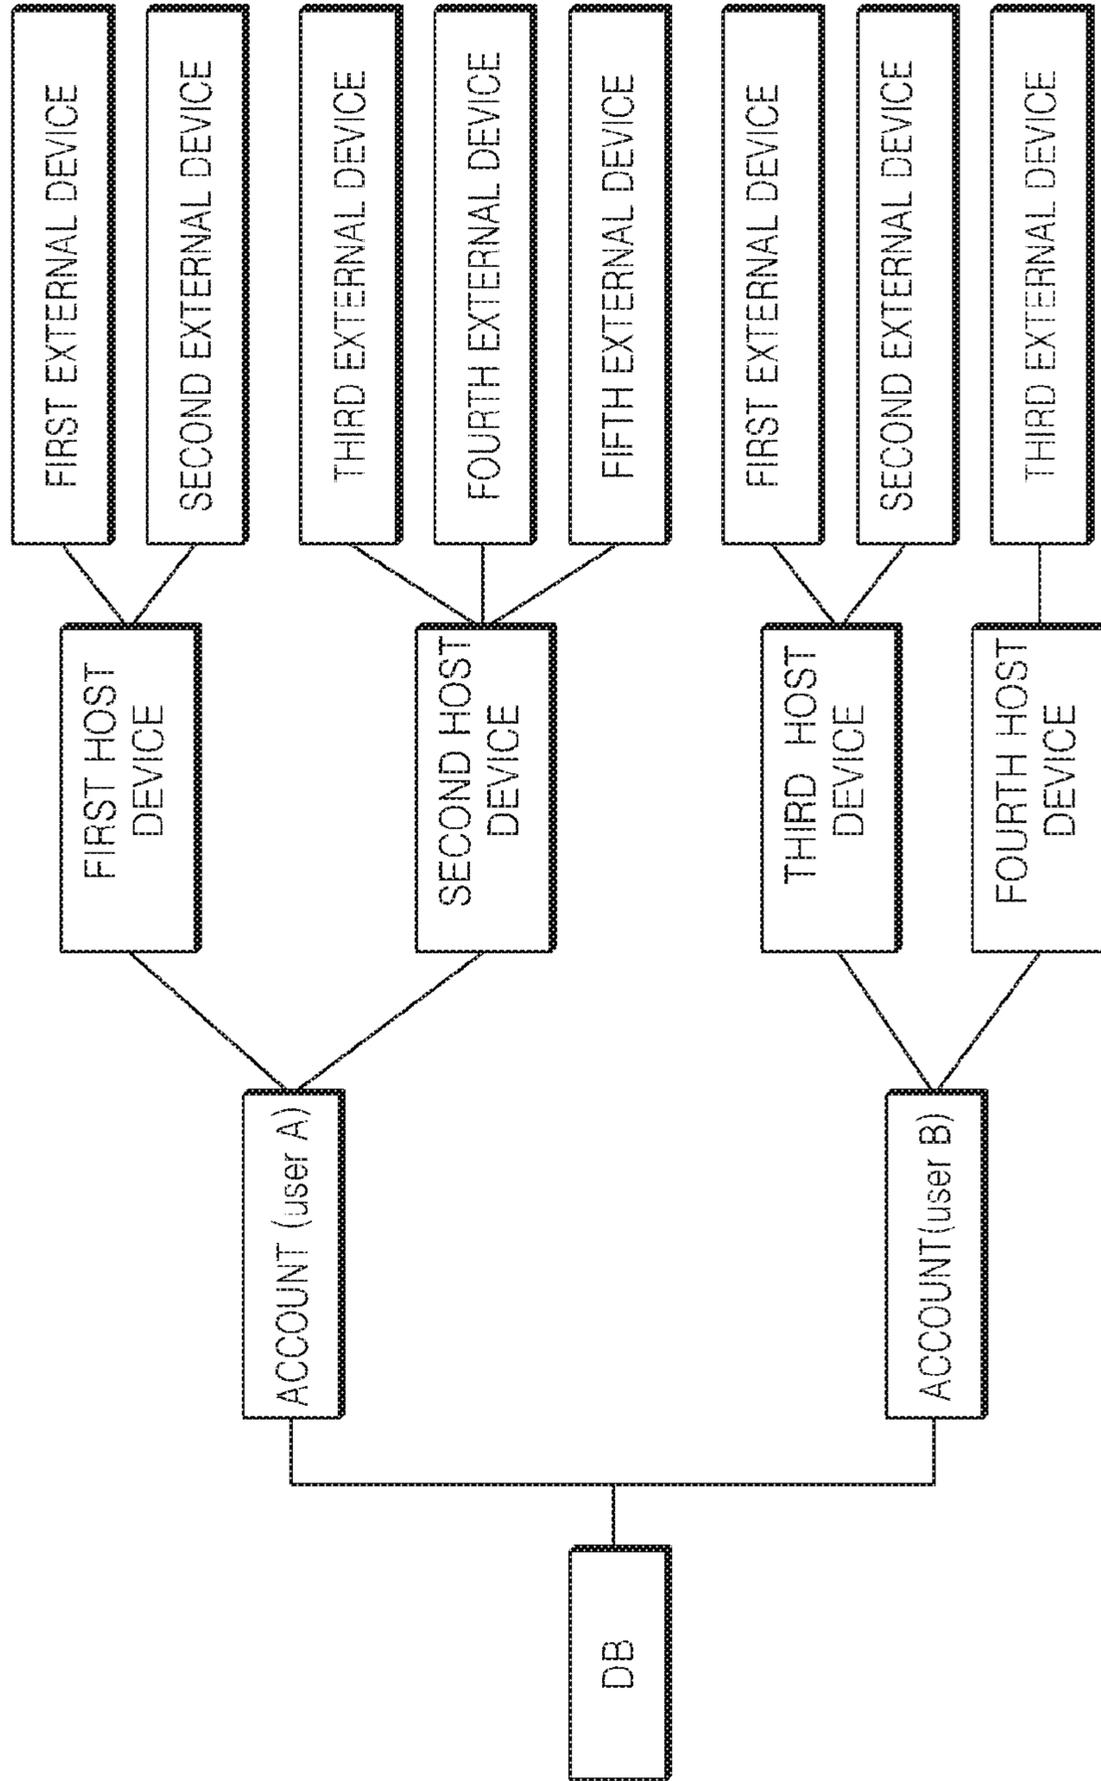 DB
ACCOUNT (user A)
ACCOUNT(user B)
FIRST HOST
DEVICE
SECOND HOST
DEVICE
THIRD HOST
DEVICE
FOURTH HOST
DEVICE
FIRST EXTERNAL DEVICE
SECOND EXTERNAL DEVICE
THIRD EXTERNAL DEVICE
FOURTH EXTERNAL DEVICE
FIFTH EXTERNAL DEVICE
FIRST EXTERNAL DEVICE
SECOND EXTERNAL DEVICE
THIRD EXTERNAL DEVICE